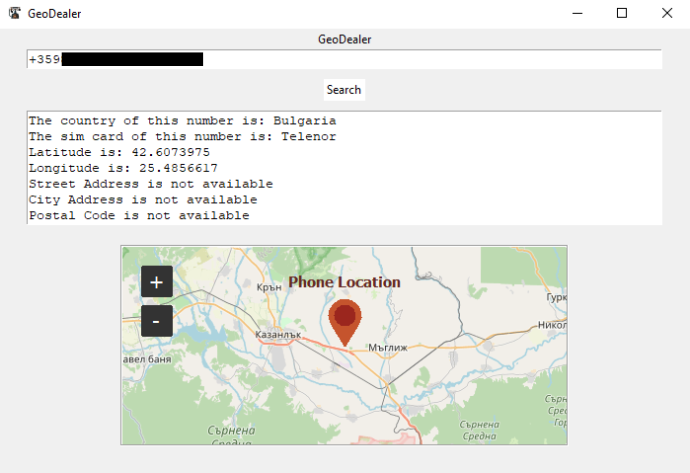 GeoDealer
GeoDealer
+359
Search
The country of this number is: Bulgaria
The sim card of this number is: Telenor
Latitude is: 42.6073975
Longitude is: 25.4856617
Street Address is not available
City Address is not available
Postal Code is not available
+
Phone Location
Крън
Гурк
-
Казанлък
Мъглиж
Никол
авел баня
Сърнена
Средна
Сърнена
Средна
Сърн
Сред
Гор